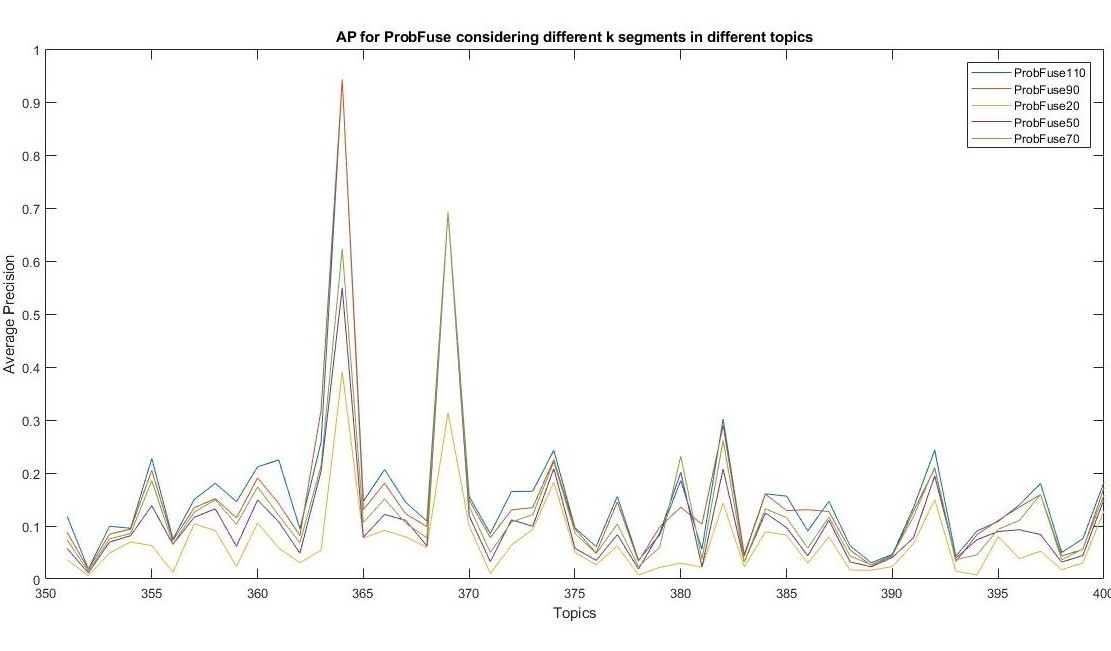 AP for ProbFuse considering different k segments in different topics
1
0.9
0.8
0.7
0.6
0.5
0.4
0.3
0.2
0.1
0
Average Precision
ProbFuse110
ProbFuse90
ProbFuse20
ProbFuse50
ProbFuse70
350 355 360 365 370 375 380 385 390 395 400
Topics